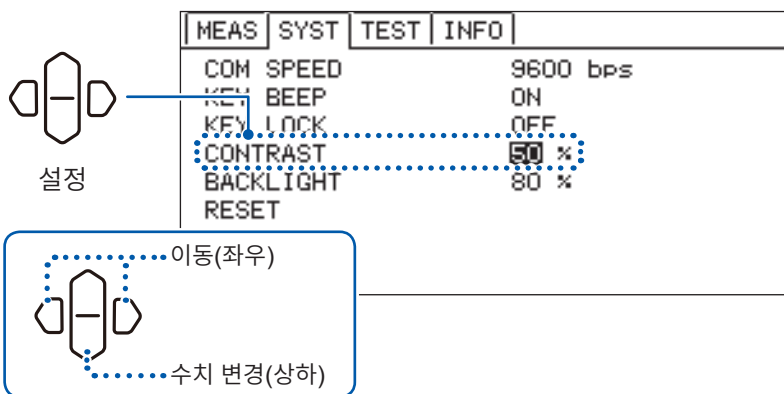 MEAS SYST TEST INFO
COM SPEED 9600 bps
KEY BEEP ON
KEY LOCK OFF
CONTRAST 50 %
BACKLIGHT 80 %
RESET
설정
이동(좌우)
수치 변경(상하)